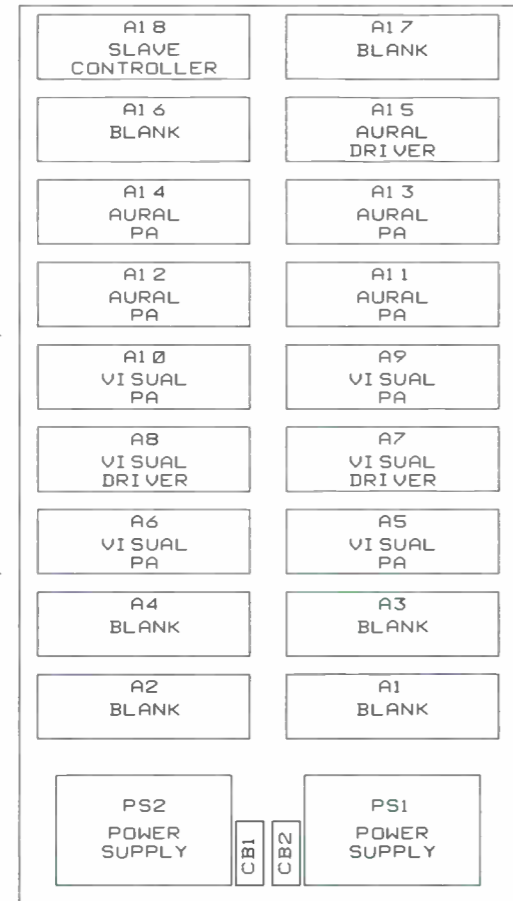 A18
SLAVE
CONTROLLER
A17
BLANK
A16
BLANK
A15
AURAL
DRIVER
A14
AURAL
PA
A13
AURAL
PA
A12
AURAL
PA
A11
AURAL
PA
A10
VISUAL
PA
A9
VISUAL
PA
A8
VISUAL
DRIVER
A7
VISUAL
DRIVER
A6
VISUAL
PA
A5
VISUAL
PA
A4
BLANK
A3
BLANK
A2
BLANK
A1
BLANK
PS2
POWER
SUPPLY
CB1
CB2
PS1
POWER
SUPPLY